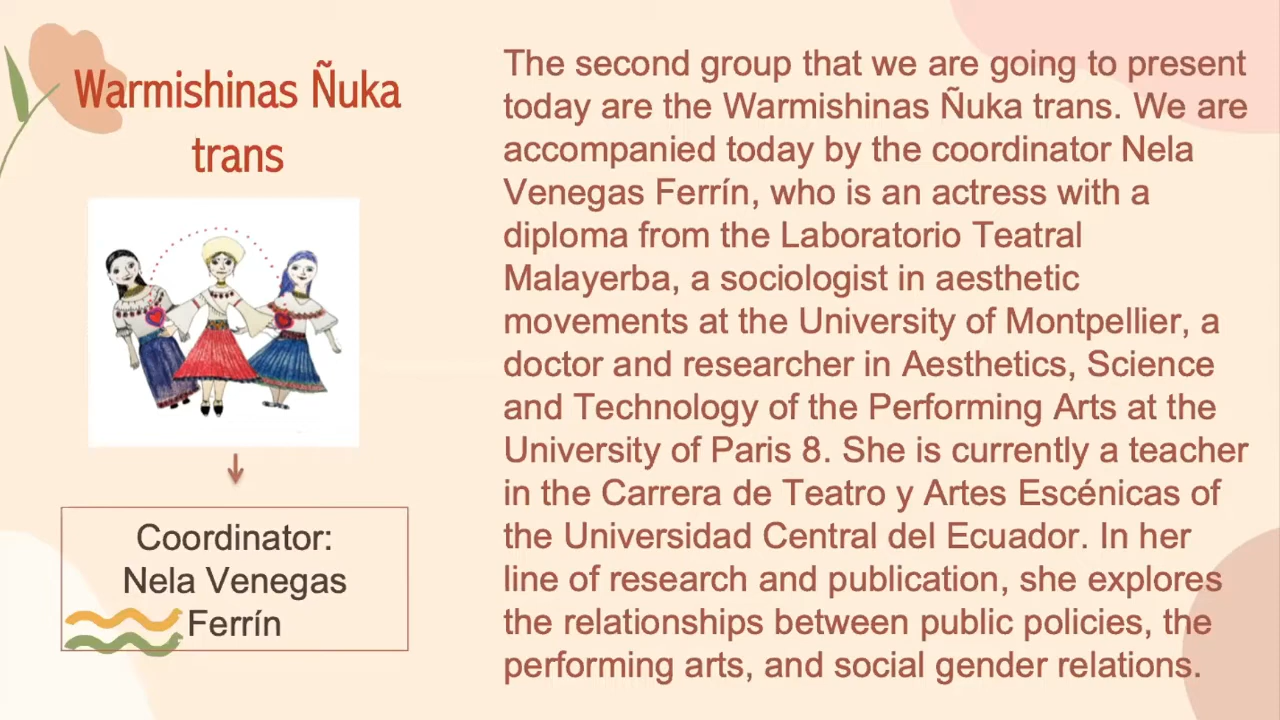 Warmishinas Ñuka
trans
Coordinator:
Nela Venegas
Ferrín
The second group that we are going to present
today are the Warmishinas Ñuka trans. We are
accompanied today by the coordinator Nela
Venegas Ferrín, who is an actress with a
diploma from the Laboratorio Teatral
Malayerba, a sociologist in aesthetic
movements at the University of Montpellier, a
doctor and researcher in Aesthetics, Science
and Technology of the Performing Arts at the
University of Paris 8. She is currently a teacher
in the Carrera de Teatro y Artes Escénicas of
the Universidad Central del Ecuador. In her
line of research and publication, she explores
the relationships between public policies, the
performing arts, and social gender relations.